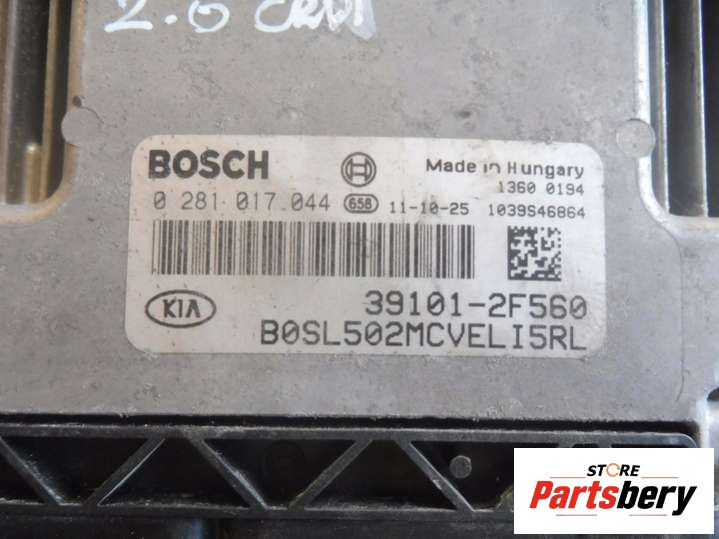 2.0 CRDI
BOSCH
Made in Hungary
1360 0194
0 281 017 044 658 11-10-25 1039S46864
KIA
39101-2F560
B0SL502MCVELI5RL
STORE
Partsbery